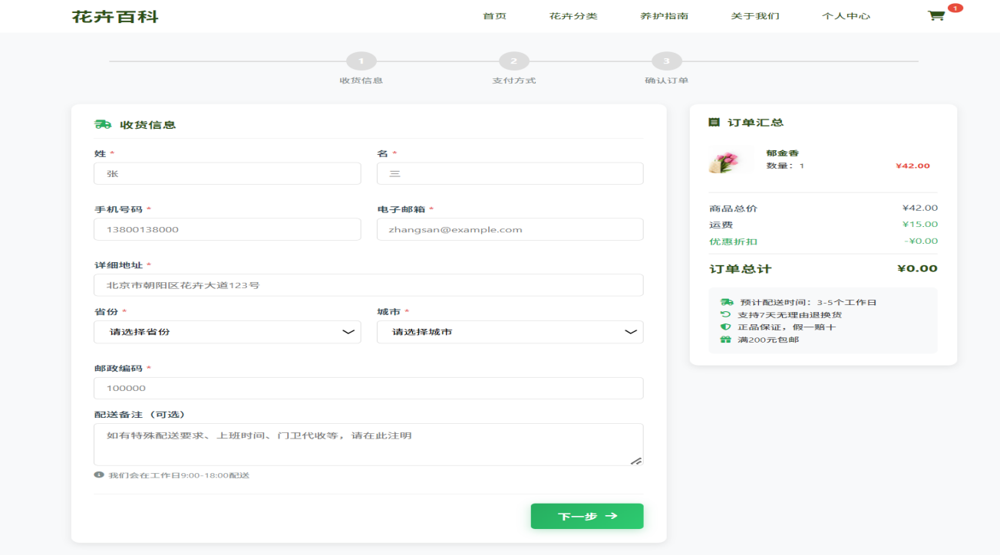 花卉百科
首页 花卉分类 养护指南 关于我们 个人中心 1
1 2 3
收货信息 支付方式 确认订单
收货信息
姓 * 名 *
张 三
手机号码 * 电子邮箱 *
13800138000 zhangsan@example.com
详细地址 *
北京市朝阳区花卉大道123号
省份 * 城市 *
请选择省份 请选择城市
邮政编码 *
100000
配送备注（可选）
如有特殊配送要求、上班时间、门卫代收等，请在此注明
我们会在工作日9:00-18:00配送
下一步 →
订单汇总
郁金香
数量：1 ¥42.00
商品总价 ¥42.00
运费 ¥15.00
优惠折扣 -¥0.00
订单总计 ¥0.00
预计配送时间：3-5个工作日
支持7天无理由退换货
正品保证，假一赔十
满200元包邮